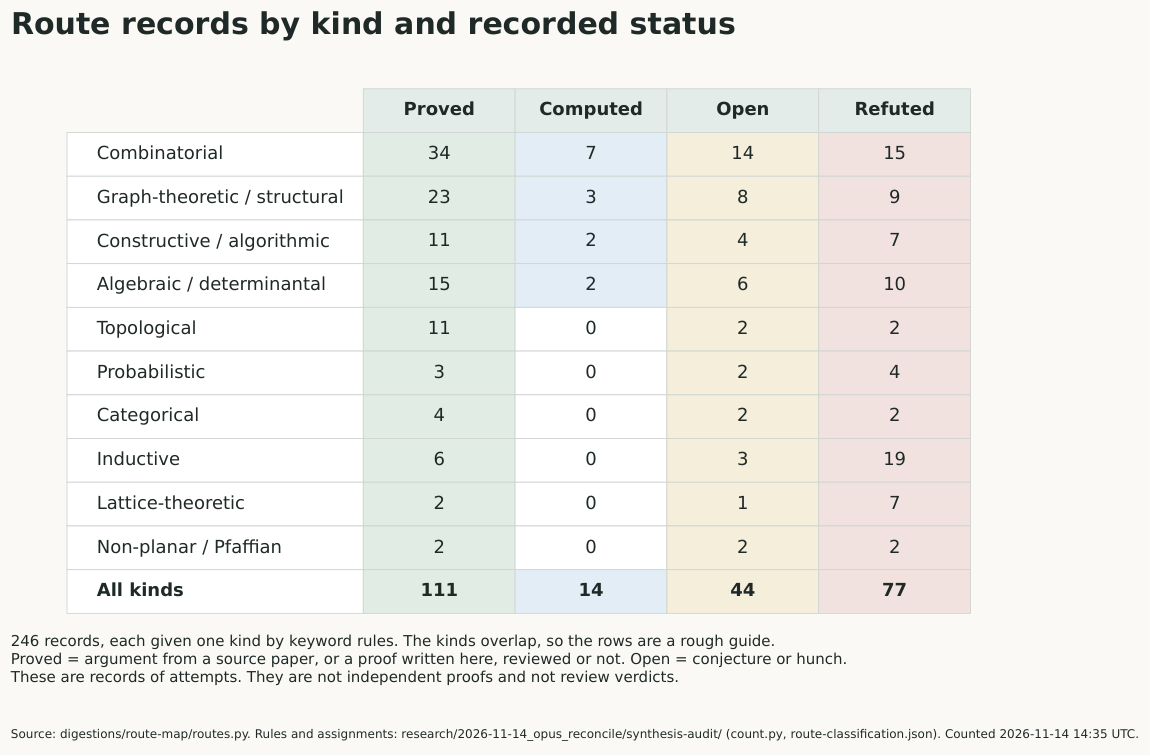 Route records by kind and recorded status
Proved Computed Open Refuted
Combinatorial 34 7 14 15
Graph-theoretic / structural 23 3 8 9
Constructive / algorithmic 11 2 4 7
Algebraic / determinantal 15 2 6 10
Topological 11 0 2 2
Probabilistic 3 0 2 4
Categorical 4 0 2 2
Inductive 6 0 3 19
Lattice-theoretic 2 0 1 7
Non-planar / Pfaffian 2 0 2 2
All kinds 111 14 44 77
246 records, each given one kind by keyword rules. The kinds overlap, so the rows are a rough guide.
Proved = argument from a source paper, or a proof written here, reviewed or not. Open = conjecture or hunch.
These are records of attempts. They are not independent proofs and not review verdicts.
Source: digestions/route-map/routes.py. Rules and assignments: research/2026-11-14_opus_reconcile/synthesis-audit/ (count.py, route-classification.json). Counted 2026-11-14 14:35 UTC.